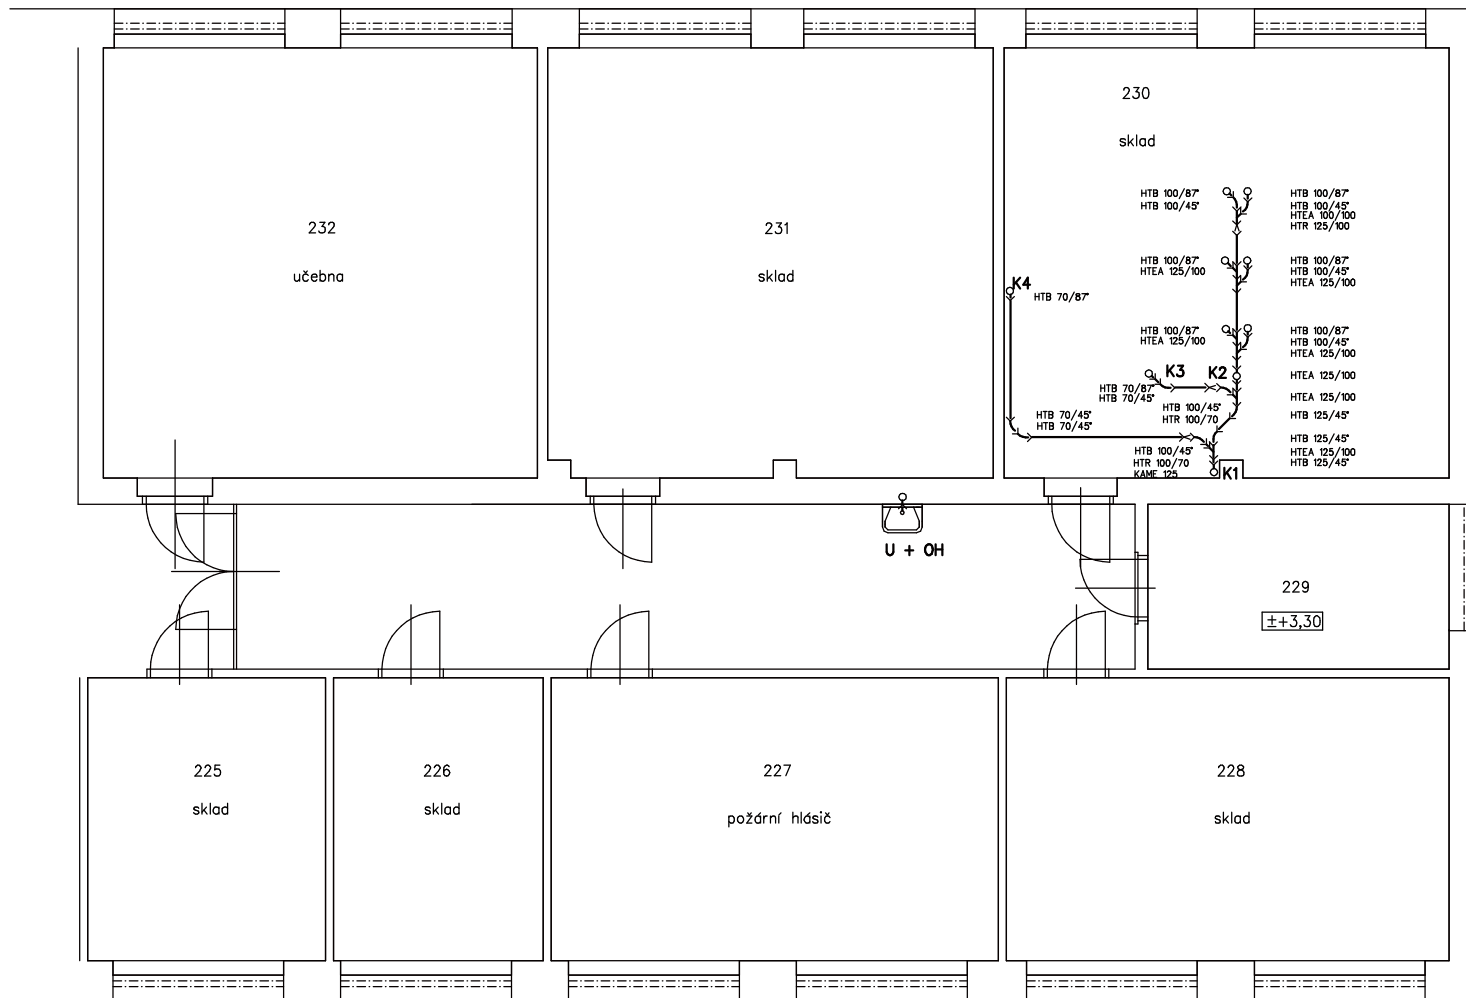 230
sklad
232
učebna
231
sklad
HTB 100/87°
HTB 100/45°
HTB 100/87°
HTB 100/45°
HTEA 100/100
HTR 125/100
HTB 100/87°
HTEA 125/100
HTB 100/87°
HTB 100/45°
HTEA 125/100
K4
HTB 70/87°
HTB 100/87°
HTEA 125/100
HTB 100/87°
HTB 100/45°
HTEA 125/100
K3
K2
HTEA 125/100
HTB 70/87°
HTB 70/45°
HTEA 125/100
HTB 100/45°
HTR 100/70
HTB 125/45°
HTB 70/45°
HTB 70/45°
HTB 100/45°
HTR 100/70
KAME 125
HTB 125/45°
HTEA 125/100
HTB 125/45°
K1
U + OH
229
±+3,30
225
sklad
226
sklad
227
požární hlásič
228
sklad